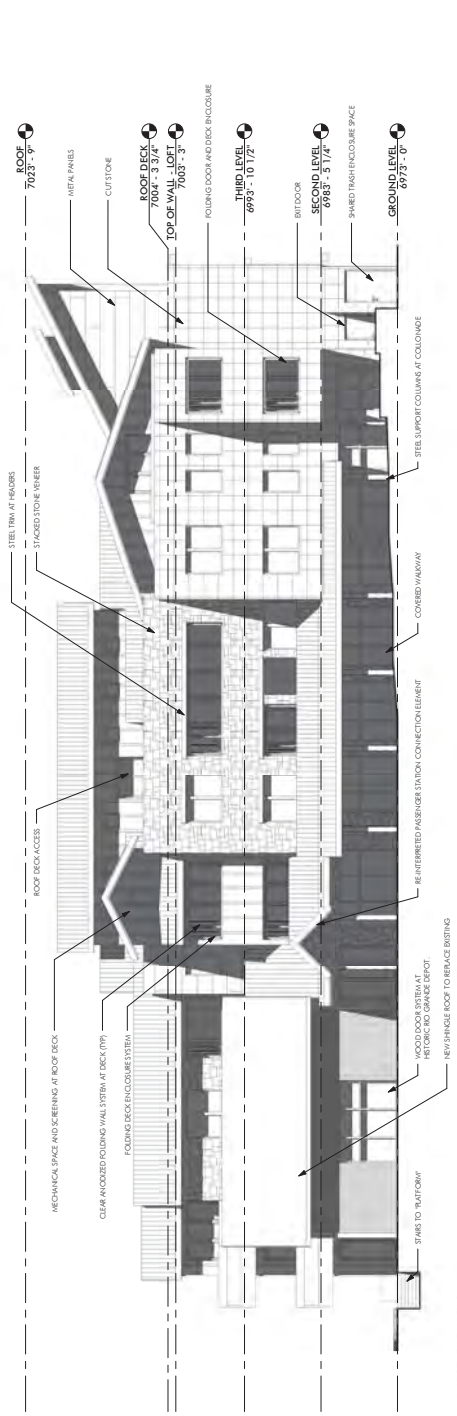 ROOF
7023' - 9"
METAL PANELS
CUT STONE
ROOF DECK
7004' - 3 3/4"
TOP OF WALL - LOFT
7003' - 3"
FOLDING DOOR AND DECK ENCLOSURE
THIRD LEVEL
6993' - 10 1/2"
EXIT DOOR
SECOND LEVEL
6983' - 5 1/4"
SHARED TRASH ENCLOSURE SPACE
GROUND LEVEL
6973' - 0"
STEEL TRIM AT HEADERS
STACKED STONE VENEER
ROOF DECK ACCESS
MECHANICAL SPACE AND SCREENING AT ROOF DECK
CLEAR ANODIZED FOLDING WALL SYSTEM AT DECK (TYP)
FOLDING DECK ENCLOSURE SYSTEM
STEEL SUPPORT COLUMNS AT COLLONADE
COVERED WALKWAY
RE-INTERPRETED PASSENGER STATION CONNECTION ELEMENT
WOOD DOOR SYSTEM AT
HISTORIC RIO GRANDE DEPOT.
NEW SHINGLE ROOF TO REPLACE EXISTING
STAIRS TO "PLATFORM"